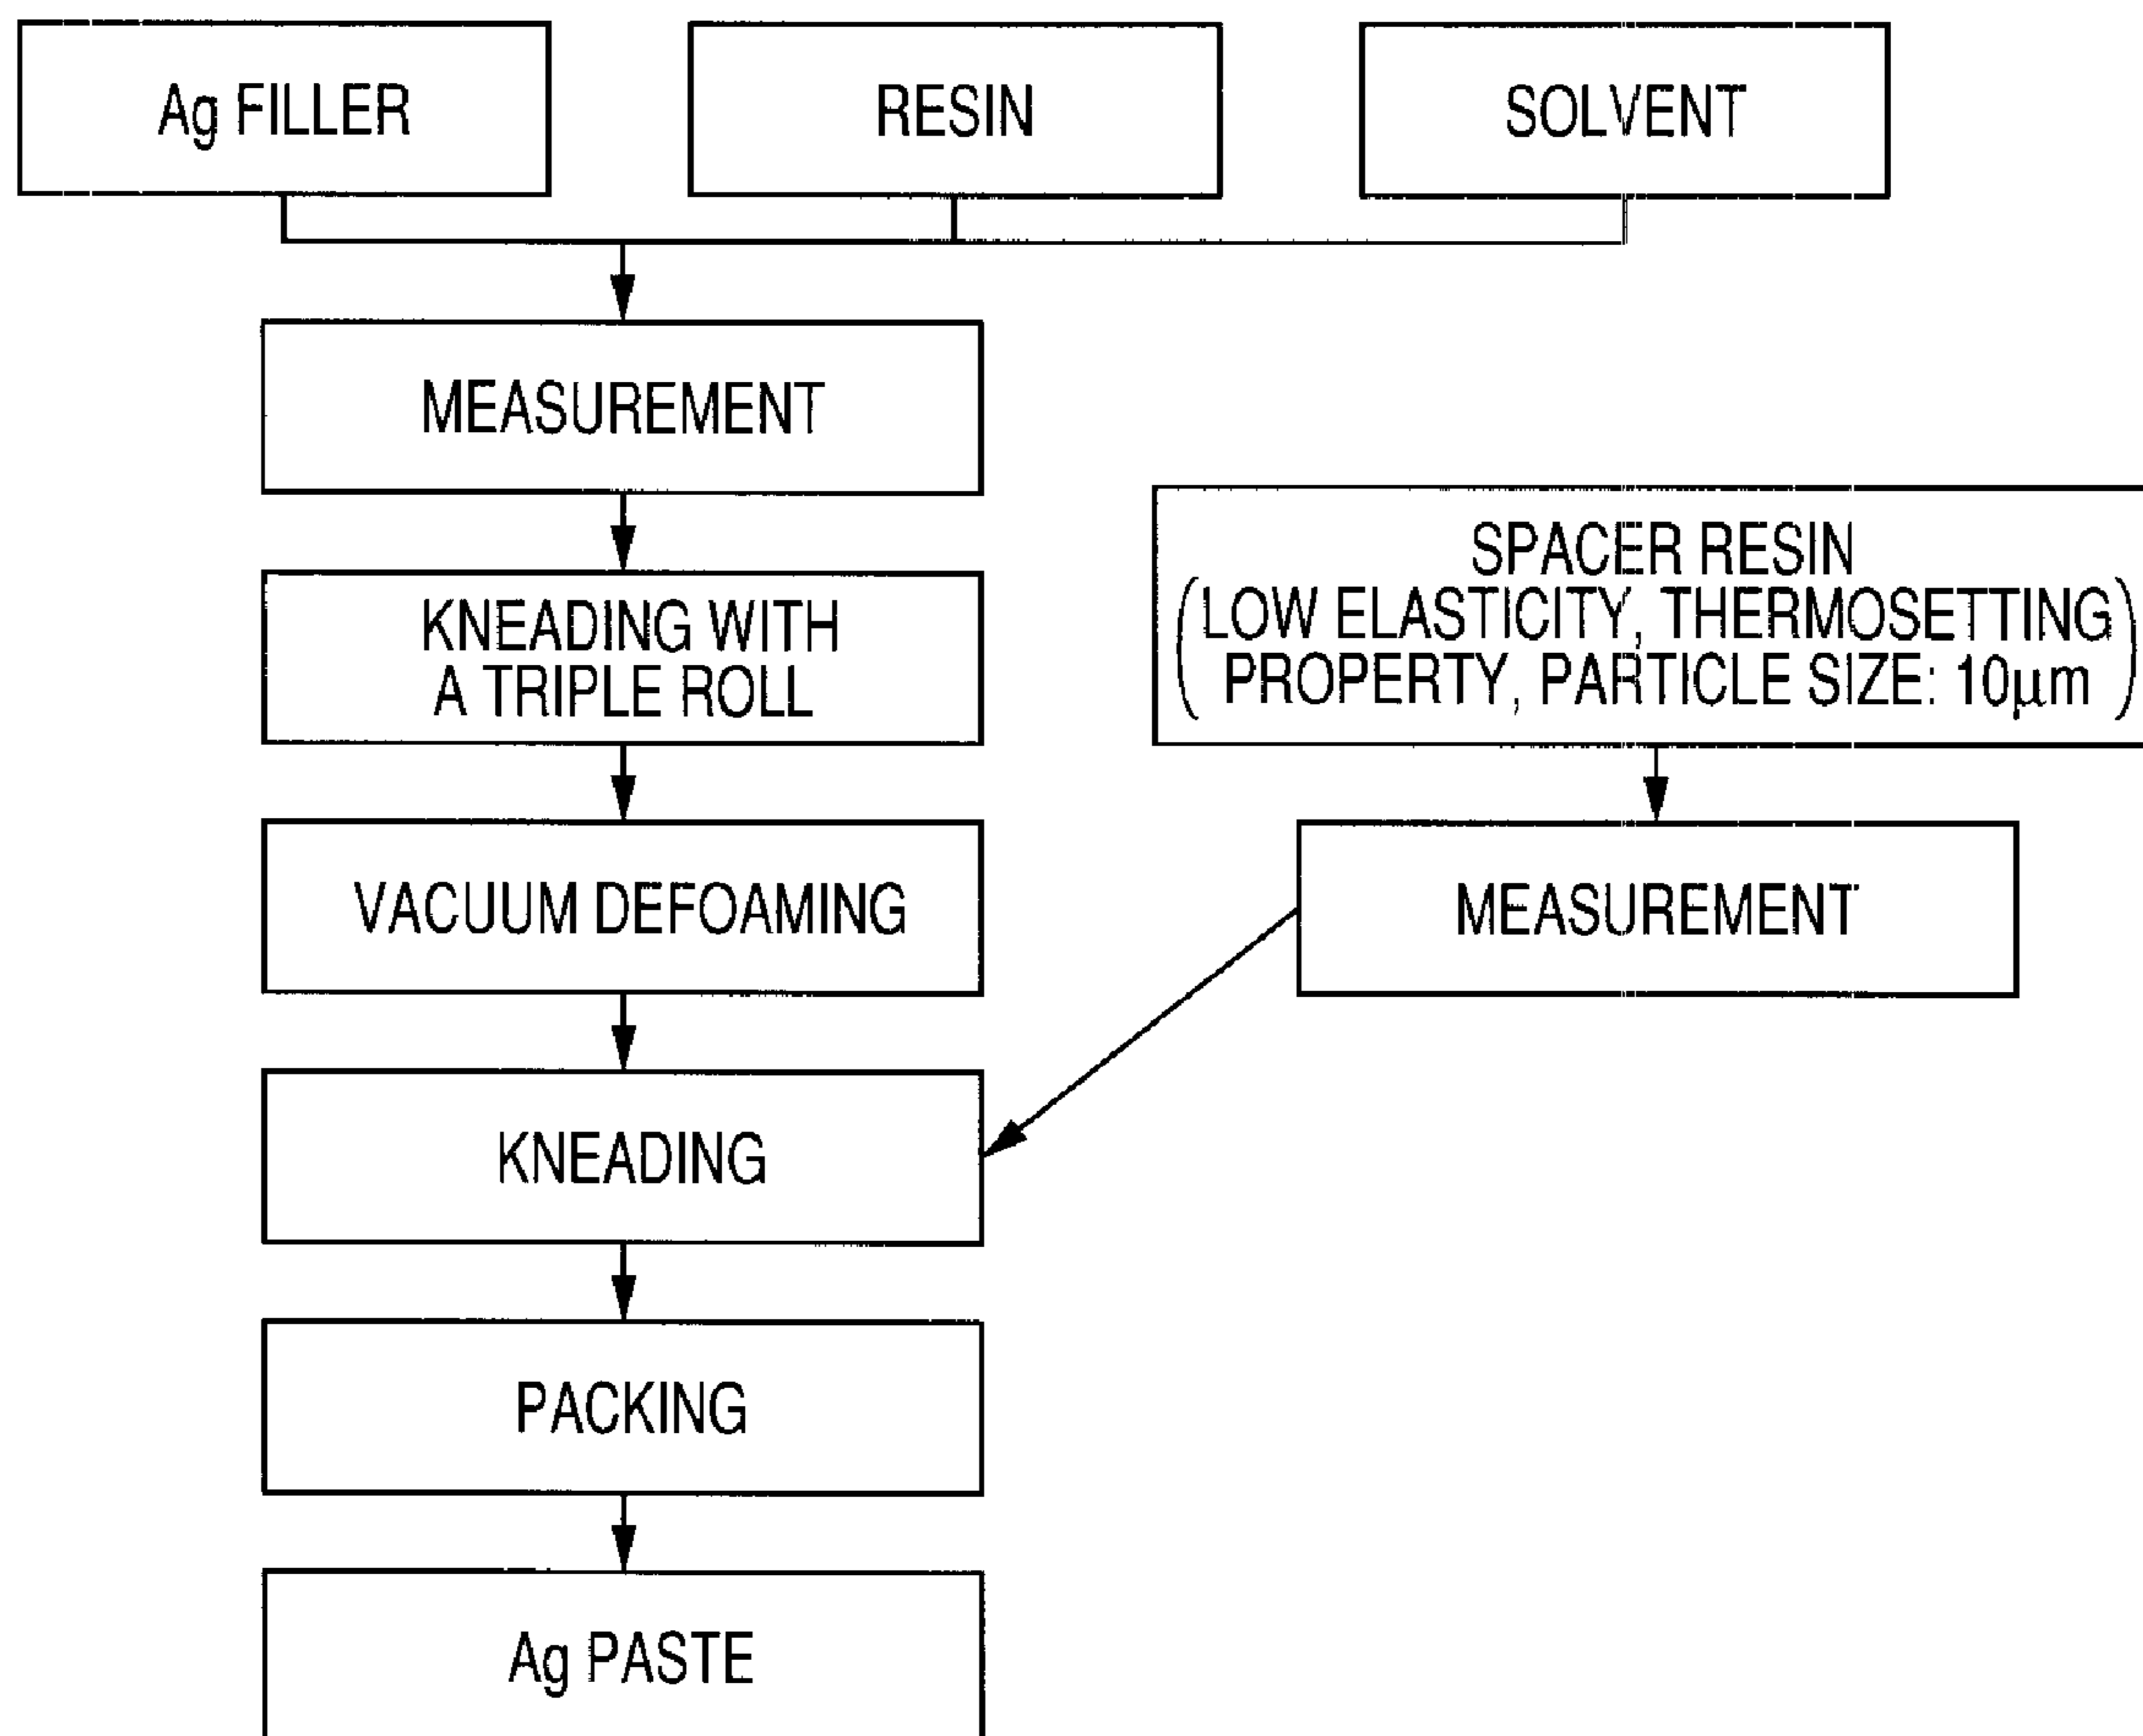 Ag FILLER
RESIN
SOLVENT
MEASUREMENT
KNEADING WITH
A TRIPLE ROLL
SPACER RESIN
(LOW ELASTICITY, THERMOSETTING
PROPERTY, PARTICLE SIZE: 10μm)
VACUUM DEFOAMING
MEASUREMENT
KNEADING
PACKING
Ag PASTE